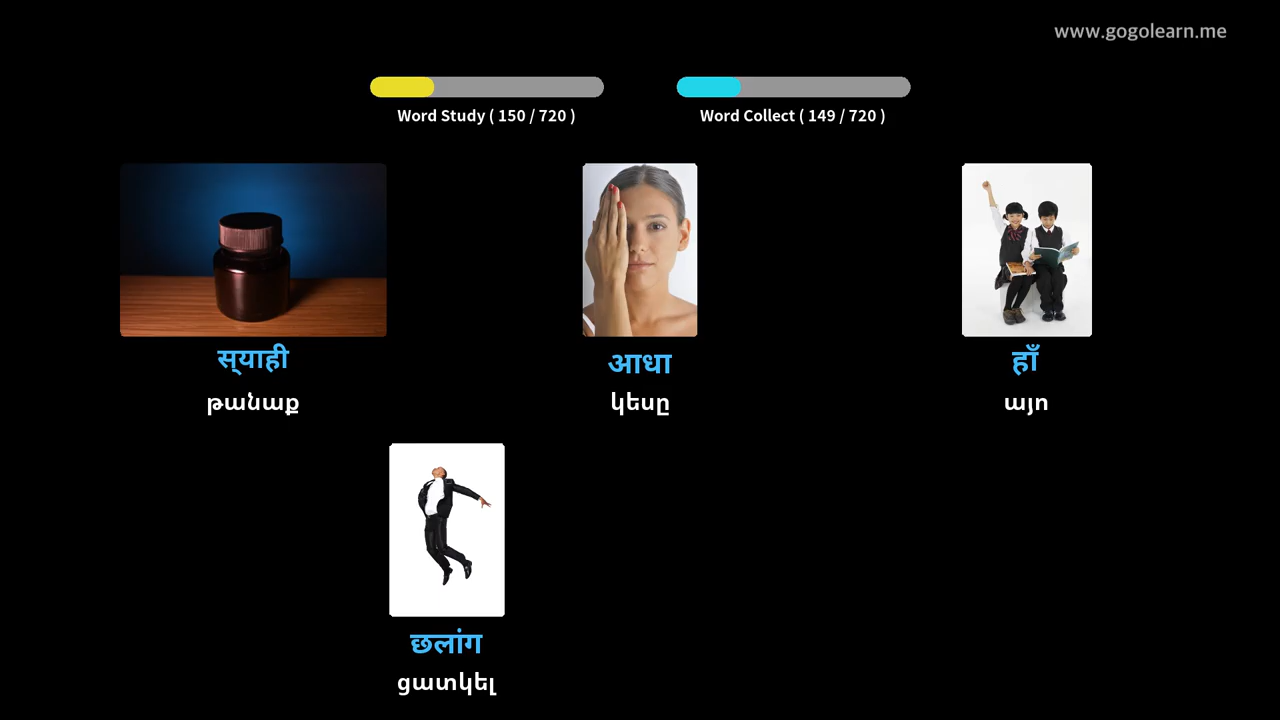 www.gogolearn.me
Word Study ( 150 / 720 )
Word Collect ( 149 / 720 )
स्याही
թանաք
आधा
կեսը
हाँ
այո
छलांग
ցատկել